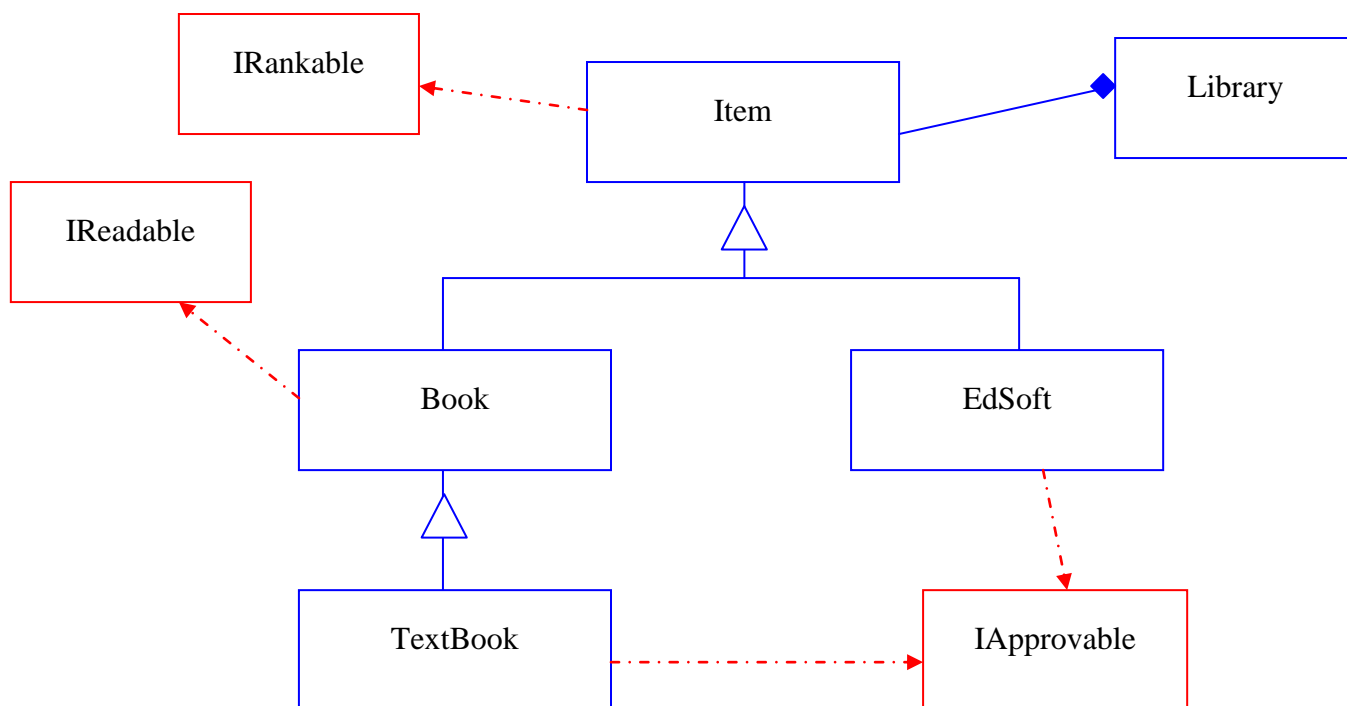 IRankable
Item
Library
IReadable
Book
EdSoft
TextBook
IApprovable